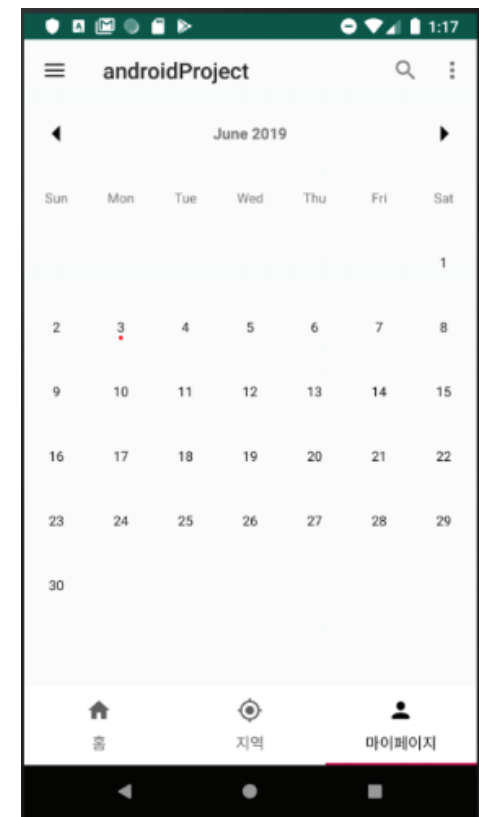 1:17
androidProject
June 2019
Sun Mon Tue Wed Thu Fri Sat
1
2 3 4 5 6 7 8
9 10 11 12 13 14 15
16 17 18 19 20 21 22
23 24 25 26 27 28 29
30
홈 지역 마이페이지